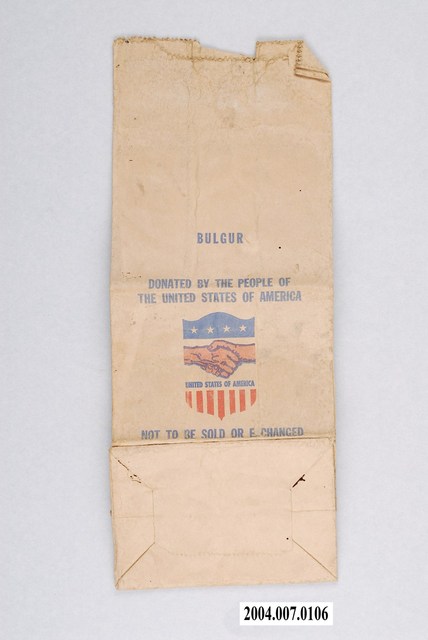 BULGUR
DONATED BY THE PEOPLE OF
THE UNITED STATES OF AMERICA
UNITED STATES OF AMERICA
NOT TO BE SOLD OR E CHANGED
2004.007.0106